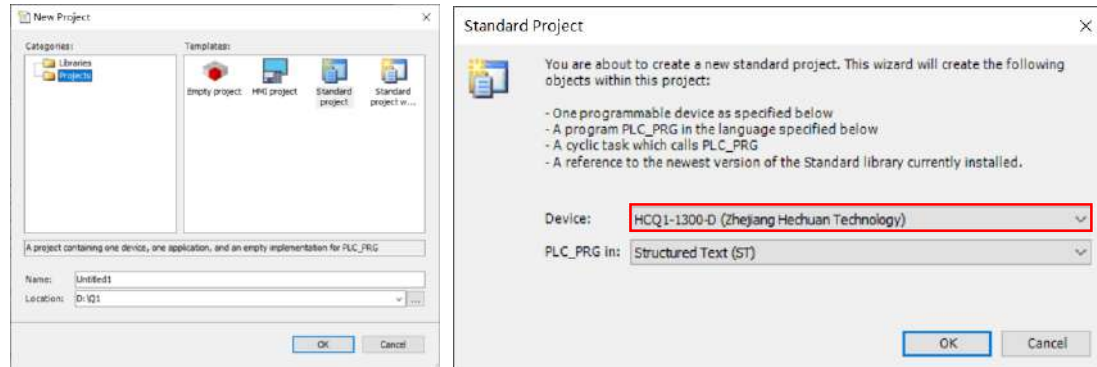 New Project
Categories:
Libraries
Projects
Templates:
Empty project
HMI project
Standard
project
Standard
project w...
A project containing one device, one application, and an empty implementation for PLC_PRG
Name:
Untitled1
Location:
D:\Q1
...
OK
Cancel
Standard Project
You are about to create a new standard project. This wizard will create the following
objects within this project:
- One programmable device as specified below
- A program PLC_PRG in the language specified below
- A cyclic task which calls PLC_PRG
- A reference to the newest version of the Standard library currently installed.
Device:
HCQ1-1300-D (Zhejiang Hechuan Technology)
PLC_PRG in:
Structured Text (ST)
OK
Cancel